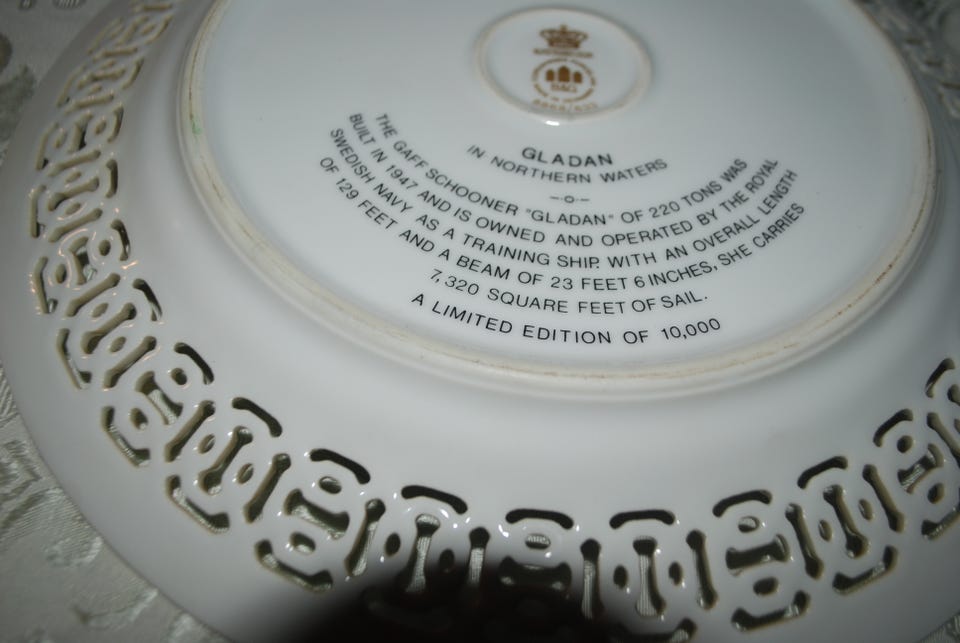 B&G
GLADAN
IN NORTHERN WATERS
THE GAFF SCHOONER "GLADAN" OF 220 TONS WAS
BUILT IN 1947 AND IS OWNED AND OPERATED BY THE ROYAL
SWEDISH NAVY AS A TRAINING SHIP. WITH AN OVERALL LENGTH
OF 129 FEET AND A BEAM OF 23 FEET 6 INCHES, SHE CARRIES
7,320 SQUARE FEET OF SAIL.
A LIMITED EDITION OF 10,000